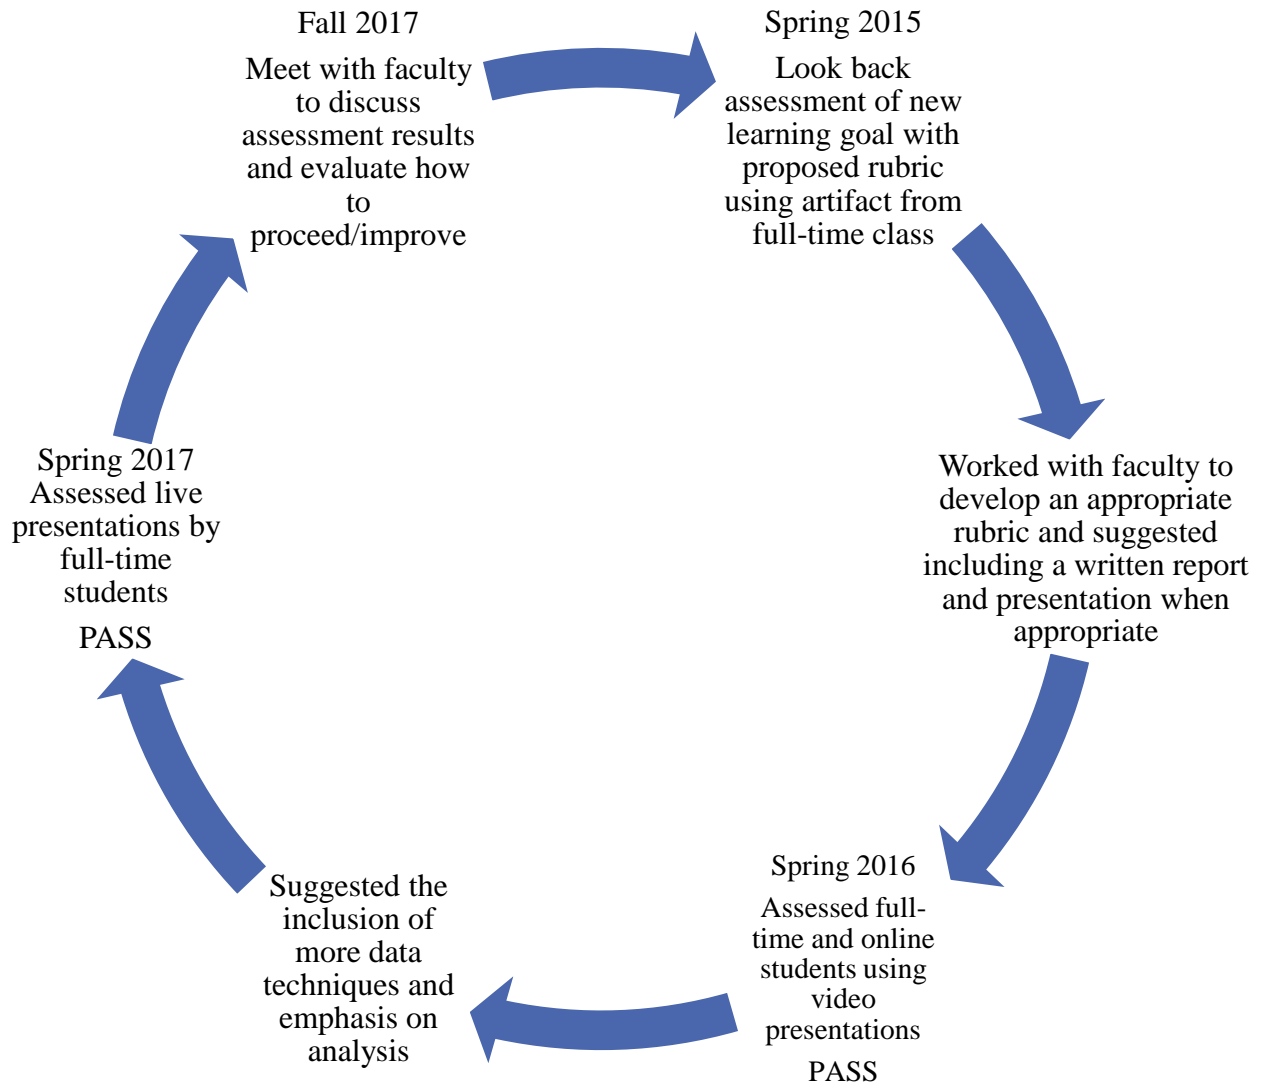 Fall 2017
Meet with faculty
to discuss
assessment results
and evaluate how
to
proceed/improve
Spring 2015
Look back
assessment of new
learning goal with
proposed rubric
using artifact from
full-time class
Worked with faculty to
develop an appropriate
rubric and suggested
including a written report
and presentation when
appropriate
Spring 2016
Assessed full-
time and online
students using
video
presentations
PASS
Suggested the
inclusion of
more data
techniques and
emphasis on
analysis
Spring 2017
Assessed live
presentations by
full-time
students
PASS